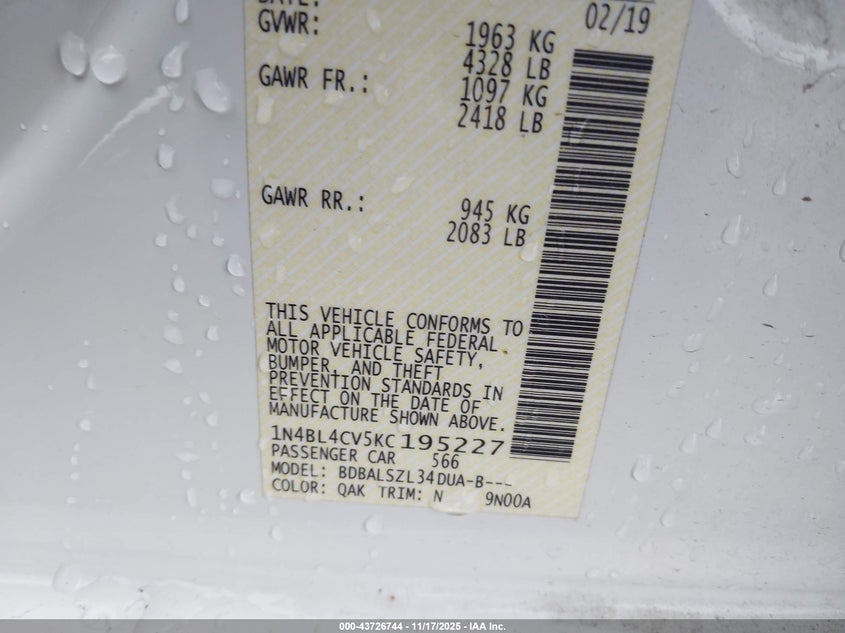 DATE:
02/19
GVWR: 1963 KG
4328 LB
GAWR FR.: 1097 KG
2418 LB
GAWR RR.: 945 KG
2083 LB
THIS VEHICLE CONFORMS TO
ALL APPLICABLE FEDERAL
MOTOR VEHICLE SAFETY,
BUMPER, AND THEFT
PREVENTION STANDARDS IN
EFFECT ON THE DATE OF
MANUFACTURE SHOWN ABOVE.
1N4BL4CV5KC195227
PASSENGER CAR 566
MODEL: BDBALSZL34DUA-B---
COLOR: QAK TRIM: N 9N00A
000-43726744 - 11/17/2025 - IAA Inc.